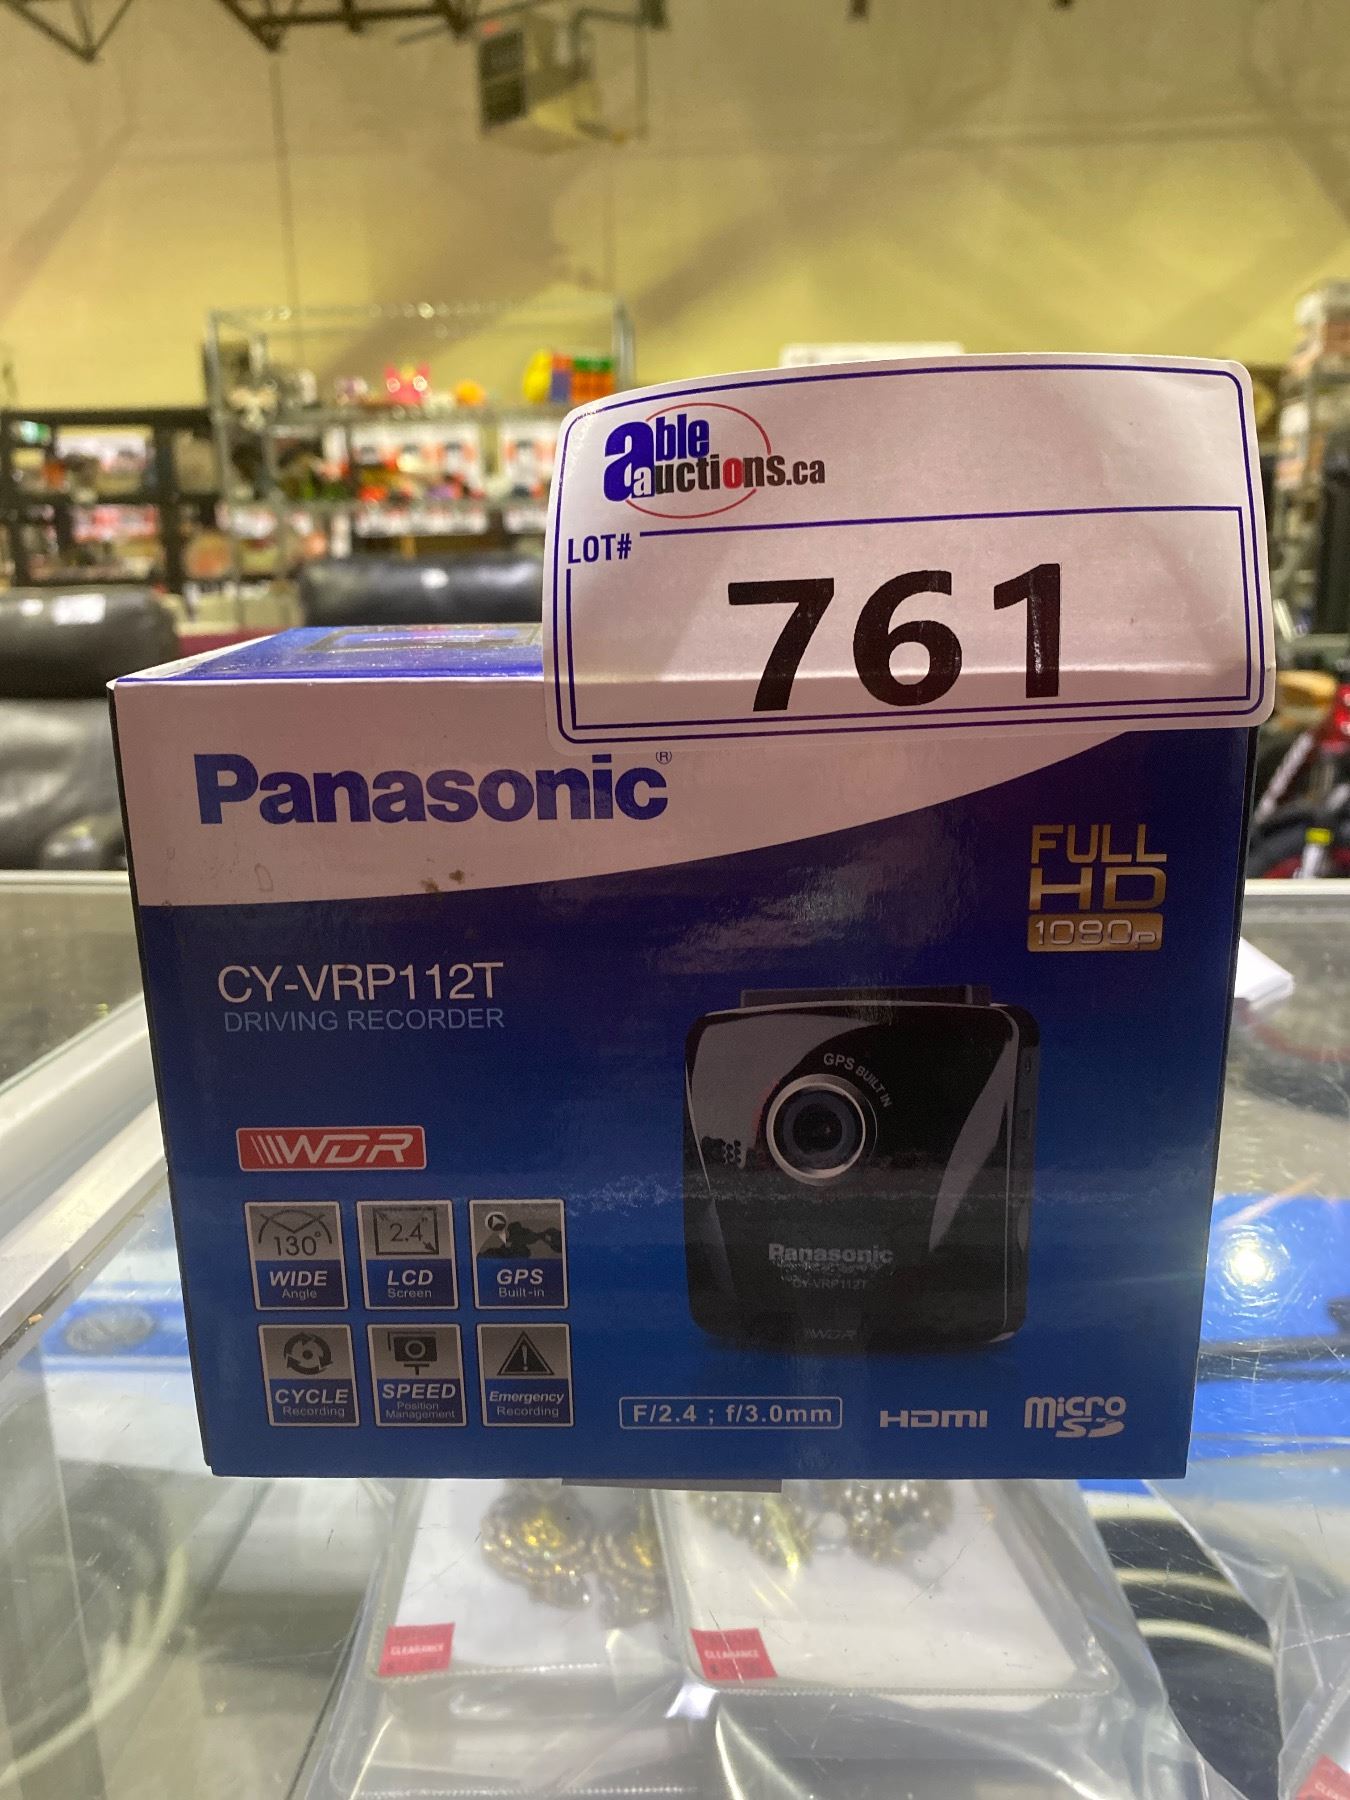 able
auctions.ca
LOT#
761
Panasonic®
FULL
HD
1080p
CY-VRP112T
DRIVING RECORDER
GPS BUILT IN
WDR
130°
WIDE
Angle
2.4"
LCD
Screen
GPS
Built-in
Panasonic
CY-VRP112T
WDR
CYCLE
Recording
SPEED
Position
Management
Emergency
Recording
F/2.4 ; f/3.0mm
HDMI
micro
SD
CLEARANCE
CLEARANCE